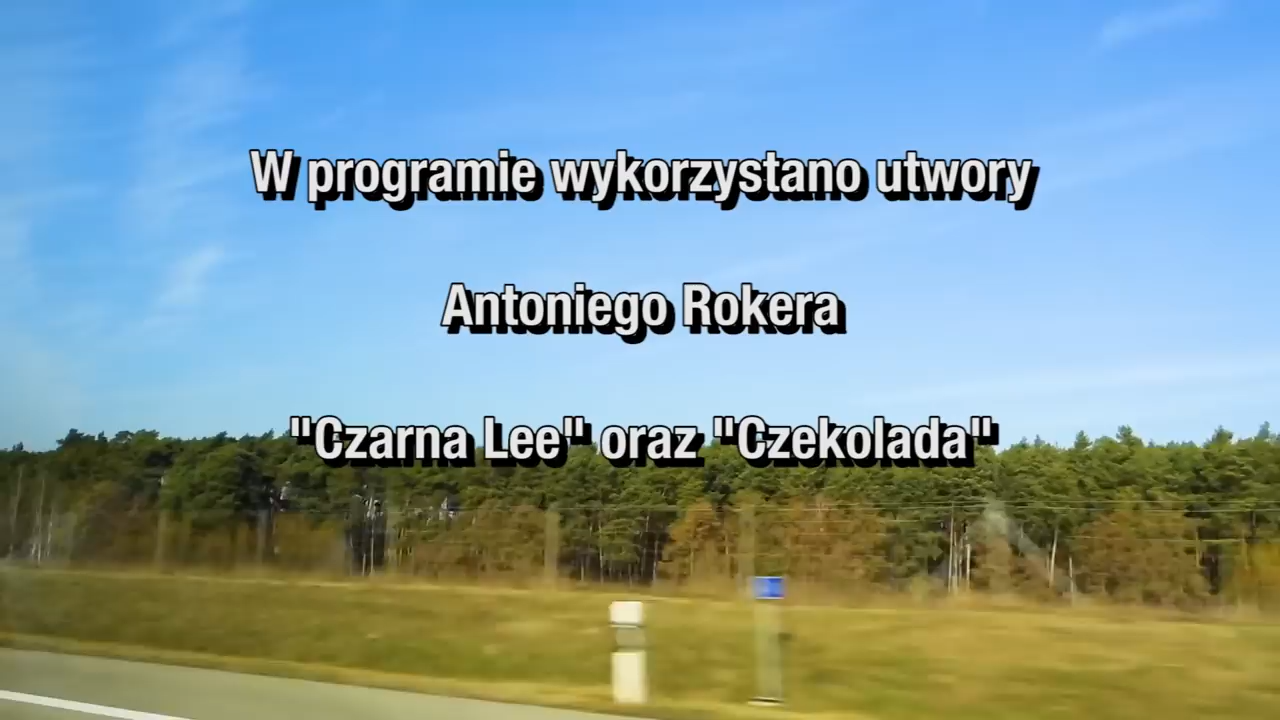 W programie wykorzystano utwory
Antoniego Rokera
"Czarna Lee" oraz "Czekolada"